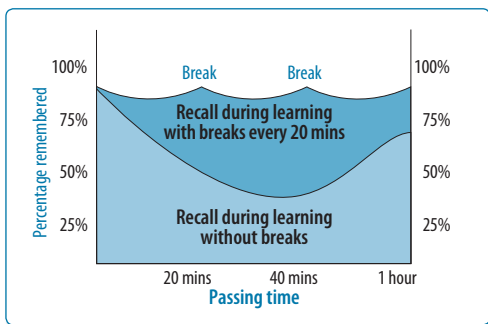 100%
75%
50%
25%
Percentage remembered
Break
Break
100%
75%
50%
25%
Recall during learning
with breaks every 20 mins
Recall during learning
without breaks
20 mins
40 mins
1 hour
Passing time